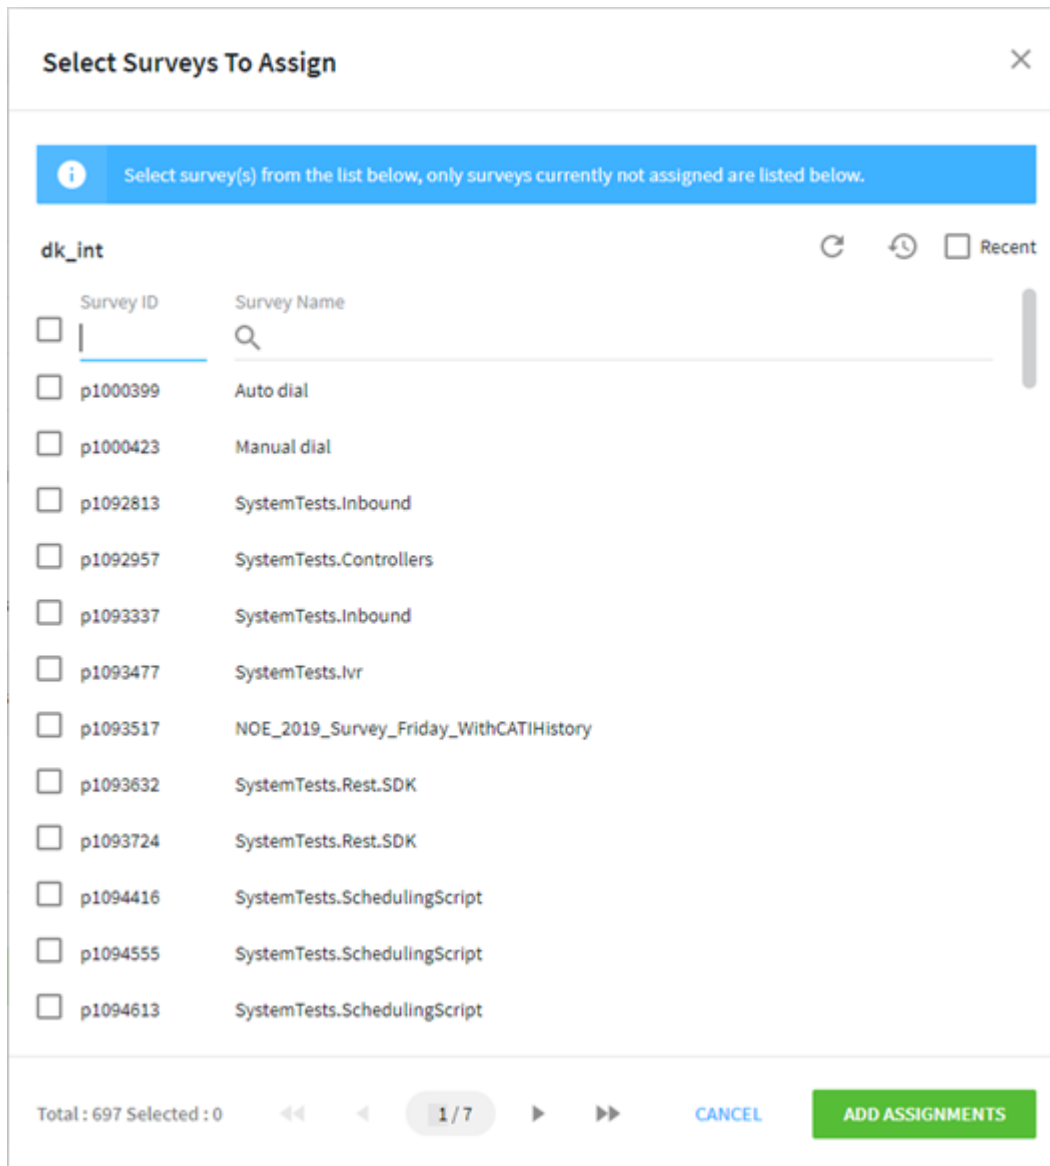 Select Surveys To Assign
Select survey(s) from the list below, only surveys currently not assigned are listed below.
dk_int Recent
Survey ID Survey Name
p1000399 Auto dial
p1000423 Manual dial
p1092813 SystemTests.Inbound
p1092957 SystemTests.Controllers
p1093337 SystemTests.Inbound
p1093477 SystemTests.Ivr
p1093517 NOE_2019_Survey_Friday_WithCATIHistory
p1093632 SystemTests.Rest.SDK
p1093724 SystemTests.Rest.SDK
p1094416 SystemTests.SchedulingScript
p1094555 SystemTests.SchedulingScript
p1094613 SystemTests.SchedulingScript
Total : 697 Selected : 0 1 / 7 CANCEL ADD ASSIGNMENTS